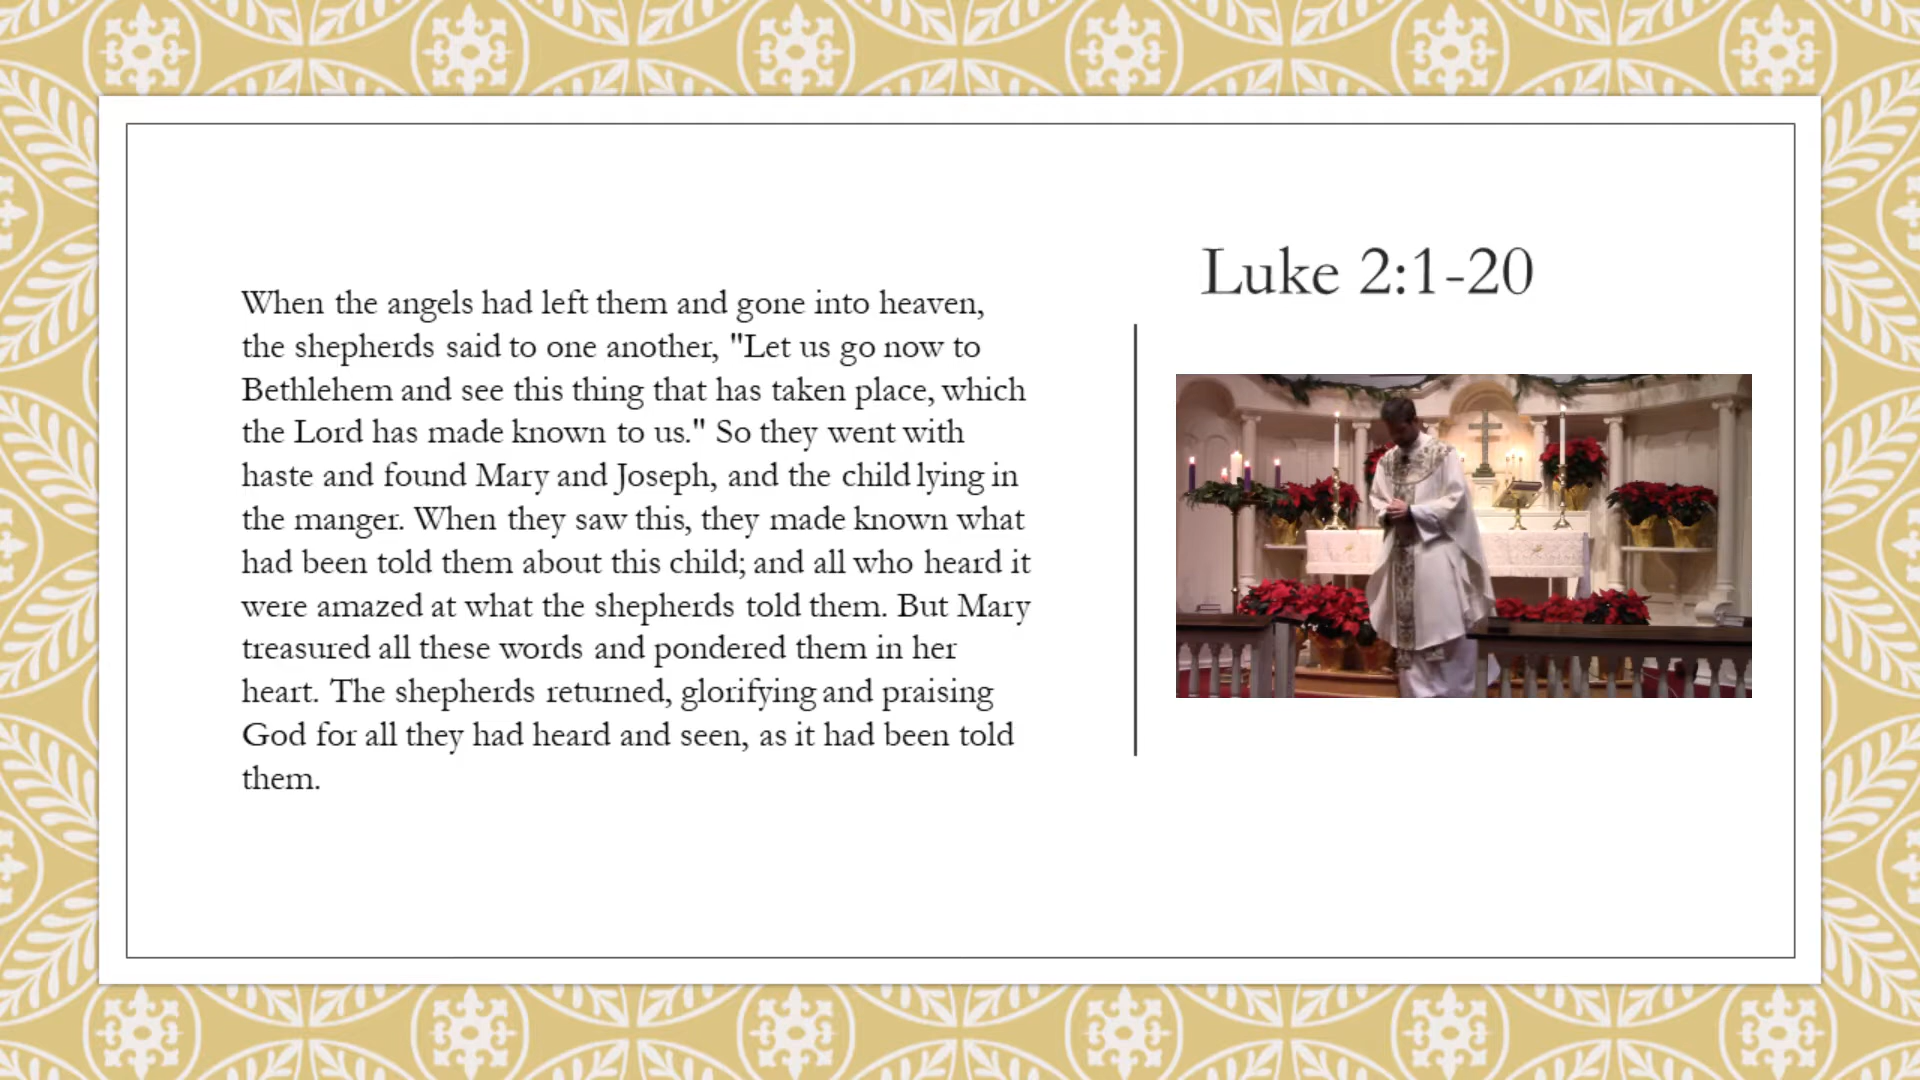 When the angels had left them and gone into heaven,
the shepherds said to one another, "Let us go now to
Bethlehem and see this thing that has taken place, which
the Lord has made known to us." So they went with
haste and found Mary and Joseph, and the child lying in
the manger. When they saw this, they made known what
had been told them about this child; and all who heard it
were amazed at what the shepherds told them. But Mary
treasured all these words and pondered them in her
heart. The shepherds returned, glorifying and praising
God for all they had heard and seen, as it had been told
them.
Luke 2:1-20